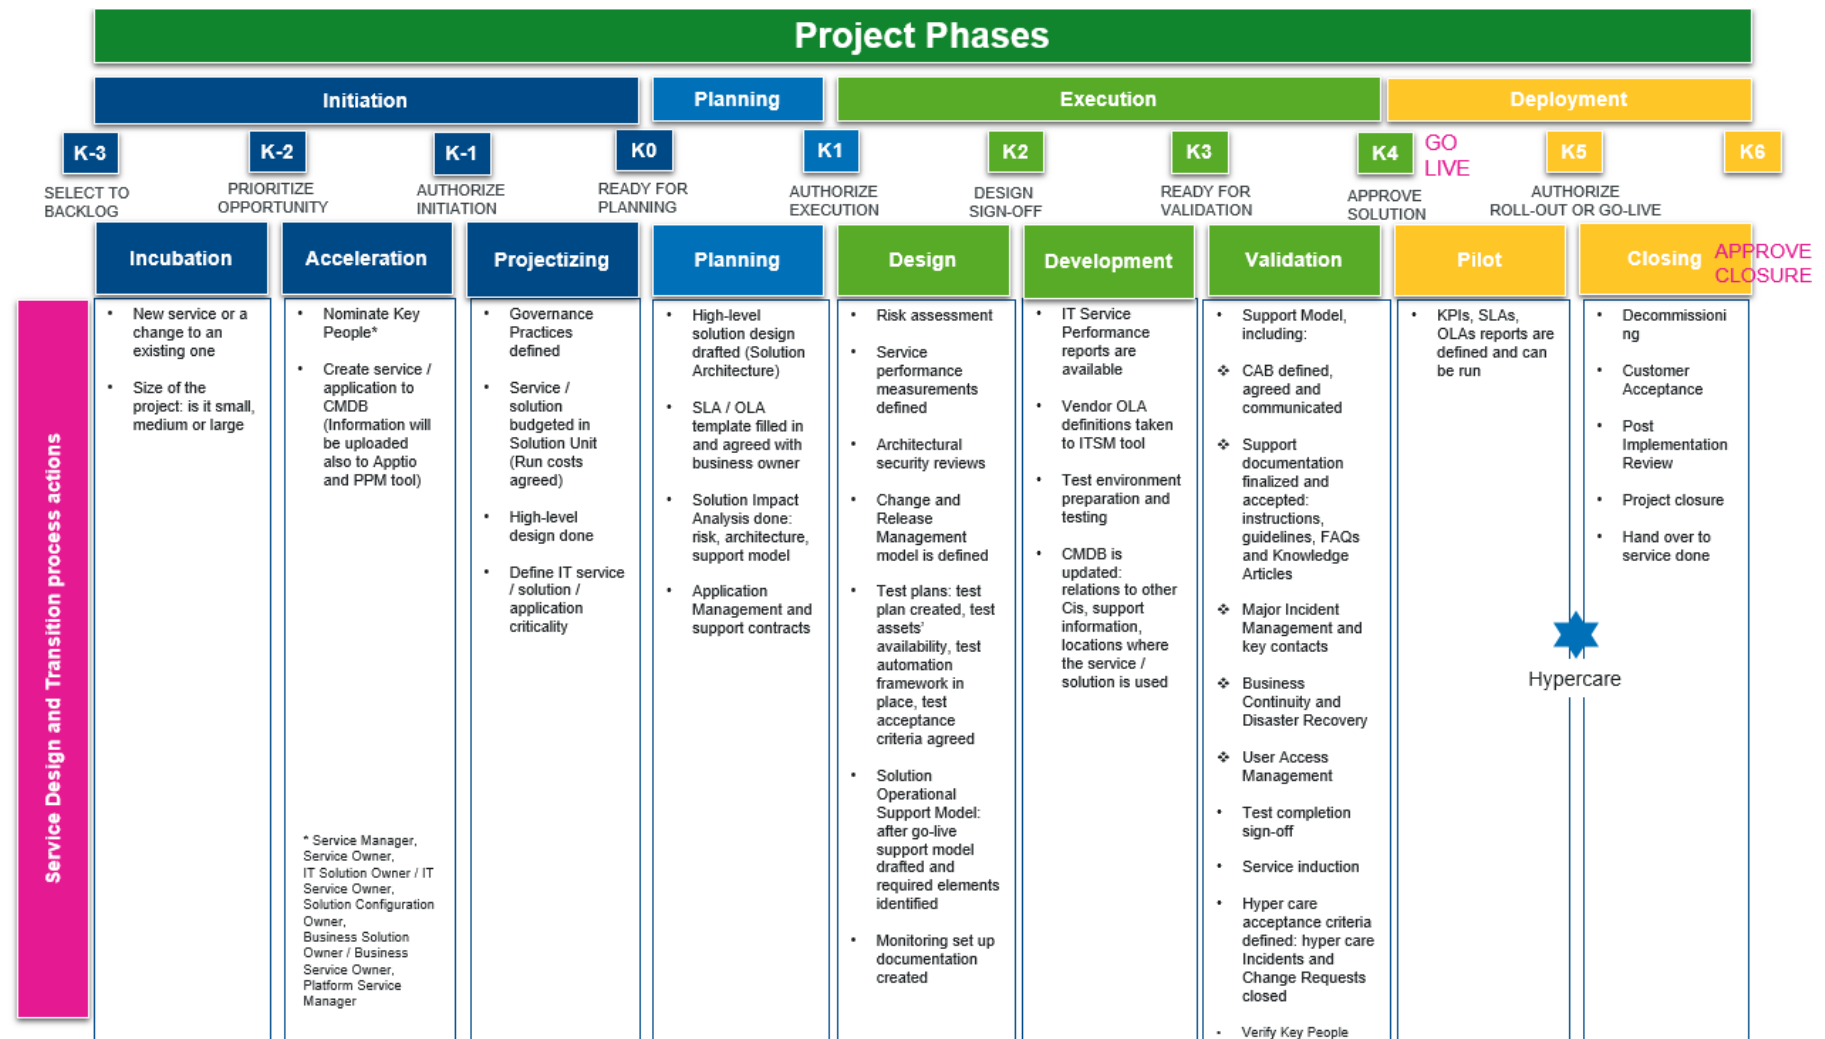 Project Phases
Initiation
Planning
Execution
Deployment
K-3
K-2
K-1
K0
K1
K2
K3
K4
GO
LIVE
K5
K6
SELECT TO
BACKLOG
PRIORITIZE
OPPORTUNITY
AUTHORIZE
INITIATION
READY FOR
PLANNING
AUTHORIZE
EXECUTION
DESIGN
SIGN-OFF
READY FOR
VALIDATION
APPROVE
SOLUTION
AUTHORIZE
ROLL-OUT OR GO-LIVE
Incubation
Acceleration
Projectizing
Planning
Design
Development
Validation
Pilot
Closing
APPROVE
CLOSURE
Service Design and Transition process actions
• New service or a
change to an
existing one
• Size of the
project: is it small,
medium or large
• Nominate Key
People*
• Create service /
application to
CMDB
(Information will
be uploaded
also to Apptio
and PPM tool)
* Service Manager,
Service Owner,
IT Solution Owner / IT
Service Owner,
Solution Configuration
Owner,
Business Solution
Owner / Business
Service Owner,
Platform Service
Manager
• Governance
Practices
defined
• Service /
solution
budgeted in
Solution Unit
(Run costs
agreed)
• High-level
design done
• Define IT service
/ solution /
application
criticality
• High-level
solution design
drafted (Solution
Architecture)
• SLA / OLA
template filled in
and agreed with
business owner
• Solution Impact
Analysis done:
risk, architecture,
support model
• Application
Management and
support contracts
• Risk assessment
• Service
performance
measurements
defined
• Architectural
security reviews
• Change and
Release
Management
model is defined
• Test plans: test
plan created, test
assets'
availability, test
automation
framework in
place, test
acceptance
criteria agreed
• Solution
Operational
Support Model:
after go-live
support model
drafted and
required elements
identified
• Monitoring set up
documentation
created
• IT Service
Performance
reports are
available
• Vendor OLA
definitions taken
to ITSM tool
• Test environment
preparation and
testing
• CMDB is
updated:
relations to other
Cis, support
information,
locations where
the service /
solution is used
• Support Model,
including:
❖ CAB defined,
agreed and
communicated
❖ Support
documentation
finalized and
accepted:
instructions,
guidelines, FAQs
and Knowledge
Articles
❖ Major Incident
Management and
key contacts
❖ Business
Continuity and
Disaster Recovery
❖ User Access
Management
• Test completion
sign-off
• Service induction
• Hyper care
acceptance criteria
defined: hyper care
Incidents and
Change Requests
closed
• Verify Key People
• KPIs, SLAs,
OLAs reports are
defined and can
be run
• Decommissioni
ng
• Customer
Acceptance
• Post
Implementation
Review
• Project closure
• Hand over to
service done
Hypercare